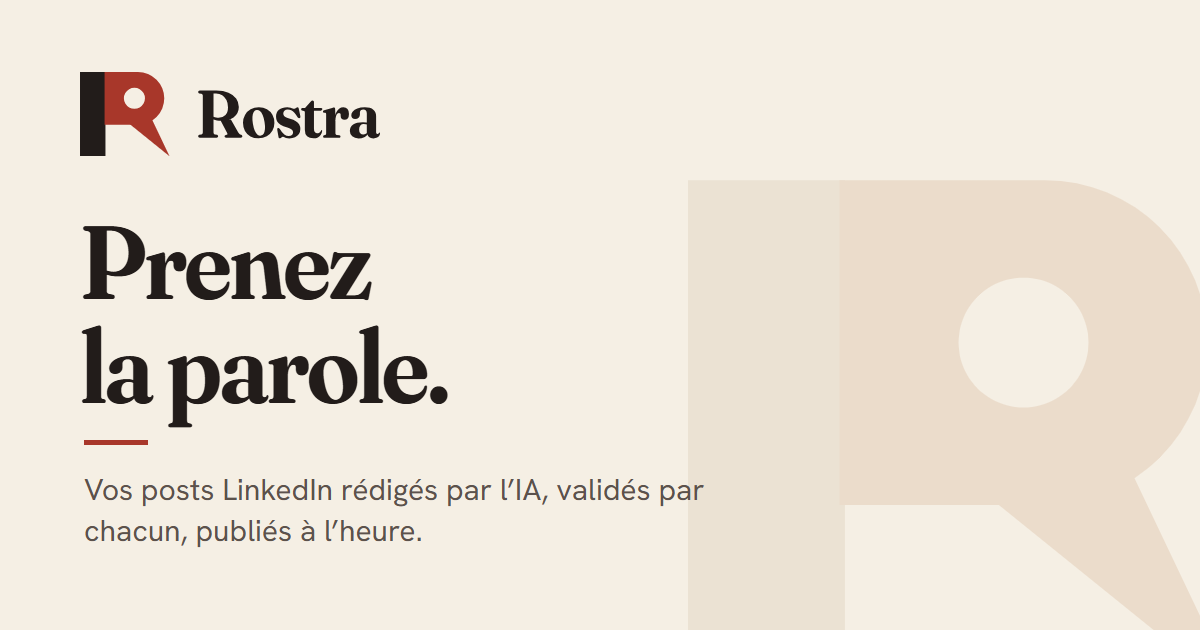 Rostra
Prenez
la parole.
Vos posts LinkedIn rédigés par l’IA, validés par
chacun, publiés à l’heure.